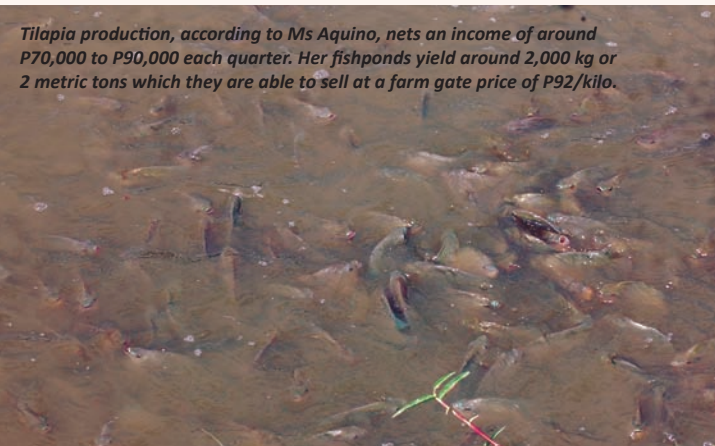 Tilapia production, according to Ms Aquino, nets an income of around
P70,000 to P90,000 each quarter. Her fishponds yield around 2,000 kg or
2 metric tons which they are able to sell at a farm gate price of P92/kilo.